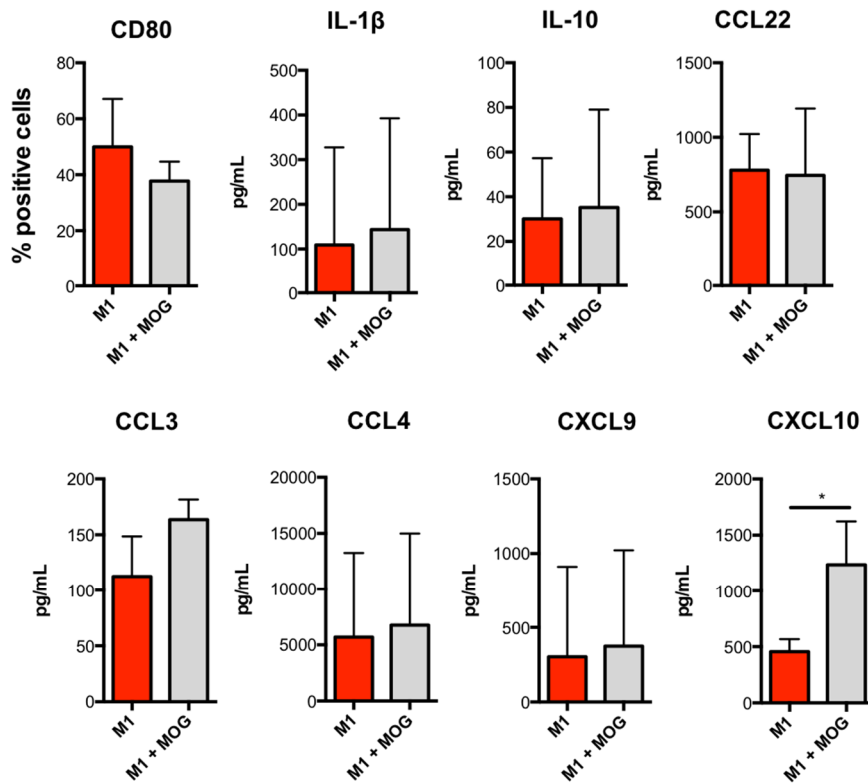 CD80
IL-1β
IL-10
CCL22
% positive cells
80
60
40
20
0
M1
M1 + MOG
pg/mL
500
400
300
200
100
0
M1
M1 + MOG
pg/mL
100
80
60
40
20
0
M1
M1 + MOG
pg/mL
1500
1000
500
0
M1
M1 + MOG
CCL3
CCL4
CXCL9
CXCL10
pg/mL
200
150
100
50
0
M1
M1 + MOG
pg/mL
20000
15000
10000
5000
0
M1
M1 + MOG
pg/mL
1500
1000
500
0
M1
M1 + MOG
pg/mL
2000
1500
1000
500
0
*
M1
M1 + MOG